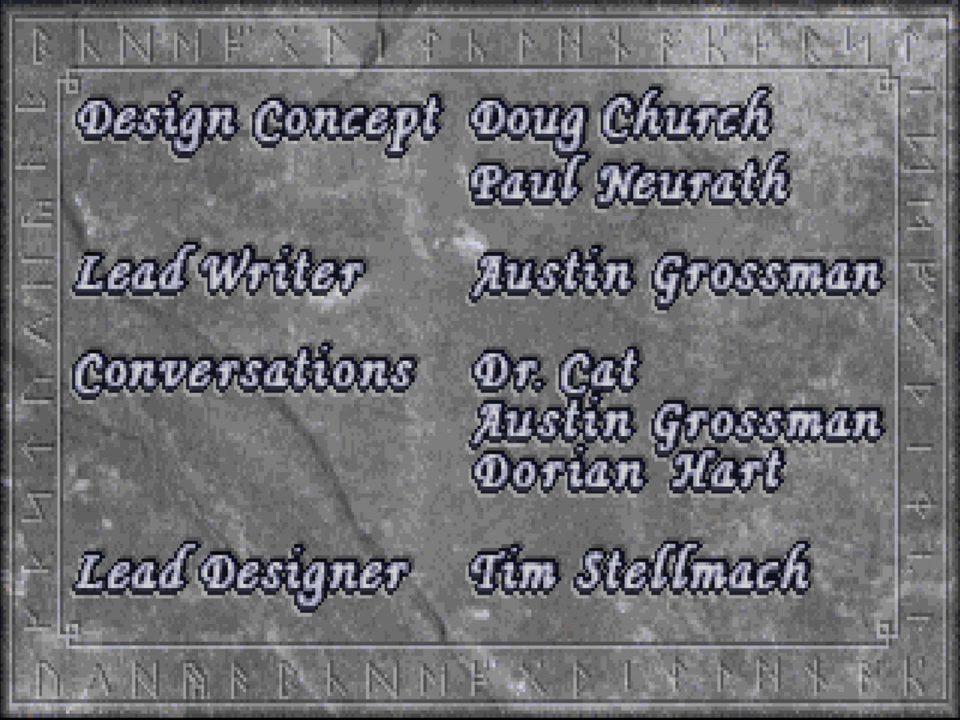 Design Concept Doug Church
Paul Neurath
Lead Writer Austin Grossman
Conversations Dr. Cat
Austin Grossman
Dorian Hart
Lead Designer Tim Stellmach